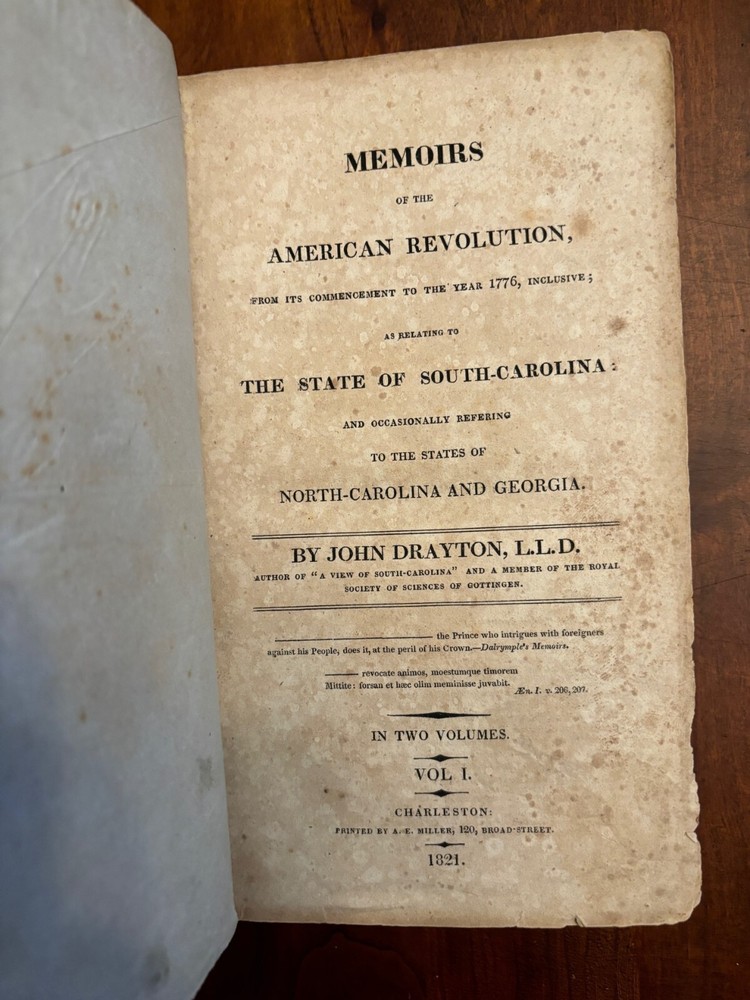 MEMOIRS
OF THE
AMERICAN REVOLUTION,
FROM ITS COMMENCEMENT TO THE YEAR 1776, INCLUSIVE;
AS RELATING TO
THE STATE OF SOUTH-CAROLINA:
AND OCCASIONALLY REFERING
TO THE STATES OF
NORTH-CAROLINA AND GEORGIA.
BY JOHN DRAYTON, L.L.D.
AUTHOR OF "A VIEW OF SOUTH-CAROLINA" AND A MEMBER OF THE ROYAL
SOCIETY OF SCIENCES OF GOTTINGEN.
the Prince who intrigues with foreigners
against his People, does it, at the peril of his Crown.—Dalrymple's Memoirs.
revocate animos, moestumque timorem
Mittite: forsan et hæc olim meminisse juvabit.
Æn. I. v. 206, 207.
IN TWO VOLUMES.
VOL I.
CHARLESTON:
PRINTED BY A. E. MILLER, 120, BROAD-STREET.
1821.